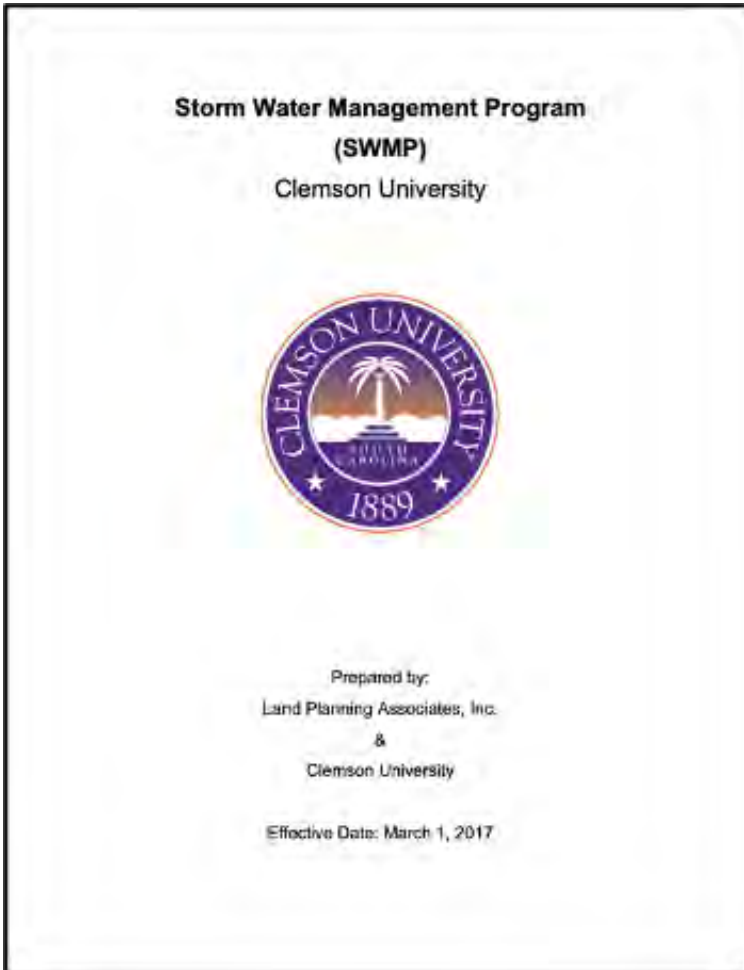 Storm Water Management Program
(SWMP)
Clemson University
CLEMSON UNIVERSITY
SOUTH
CAROLINA
1889
Prepared by:
Land Planning Associates, Inc.
&
Clemson University
Effective Date: March 1, 2017